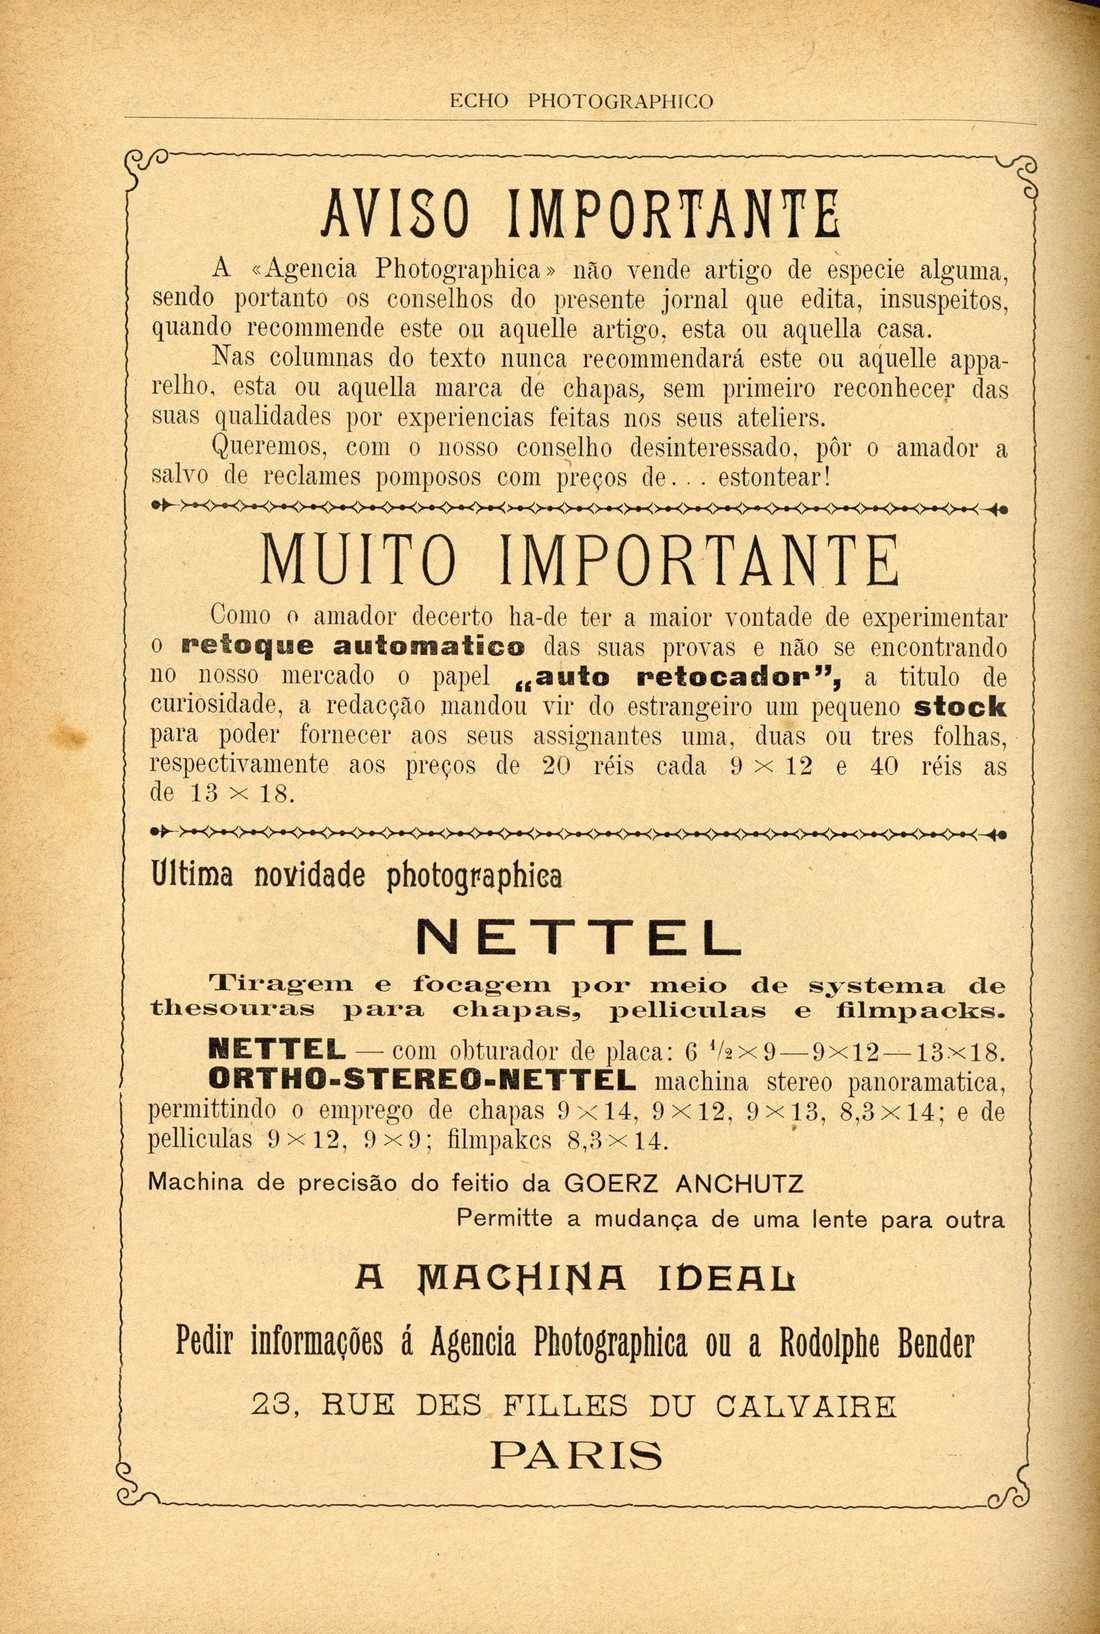 ECHO PHOTOGRAPHICO
AVISO IMPORTANTE
A «Agencia Photographica» não vende artigo de especie alguma,
sendo portanto os conselhos do presente jornal que edita, insuspeitos,
quando recommende este ou aquelle artigo, esta ou aquella casa.
Nas columnas do texto nunca recommendará este ou aquelle appa-
relho, esta ou aquella marca de chapas, sem primeiro reconhecer das
suas qualidades por experiencias feitas nos seus ateliers.
Queremos, com o nosso conselho desinteressado, pôr o amador a
salvo de reclames pomposos com preços de... estontear!
MUITO IMPORTANTE
Como o amador decerto ha-de ter a maior vontade de experimentar
o retoque automatico das suas provas e não se encontrando
no nosso mercado o papel „auto retocador”, a titulo de
curiosidade, a redacção mandou vir do estrangeiro um pequeno stock
para poder fornecer aos seus assignantes uma, duas ou tres folhas,
respectivamente aos preços de 20 réis cada 9 × 12 e 40 réis as
de 13 × 18.
Ultima novidade photographica
NETTEL
Tiragem e focagem por meio de systema de
thesouras para chapas, pelliculas e filmpacks.
NETTEL — com obturador de placa: 6 ½×9—9×12—13×18.
ORTHO-STEREO-NETTEL machina stereo panoramatica,
permittindo o emprego de chapas 9×14, 9×12, 9×13, 8,3×14; e de
pelliculas 9×12, 9×9; filmpakcs 8,3×14.
Machina de precisão do feitio da GOERZ ANCHUTZ
Permitte a mudança de uma lente para outra
A MACHINA IDEAL
Pedir informações á Agencia Photographica ou a Rodolphe Bender
23, RUE DES FILLES DU CALVAIRE
PARIS